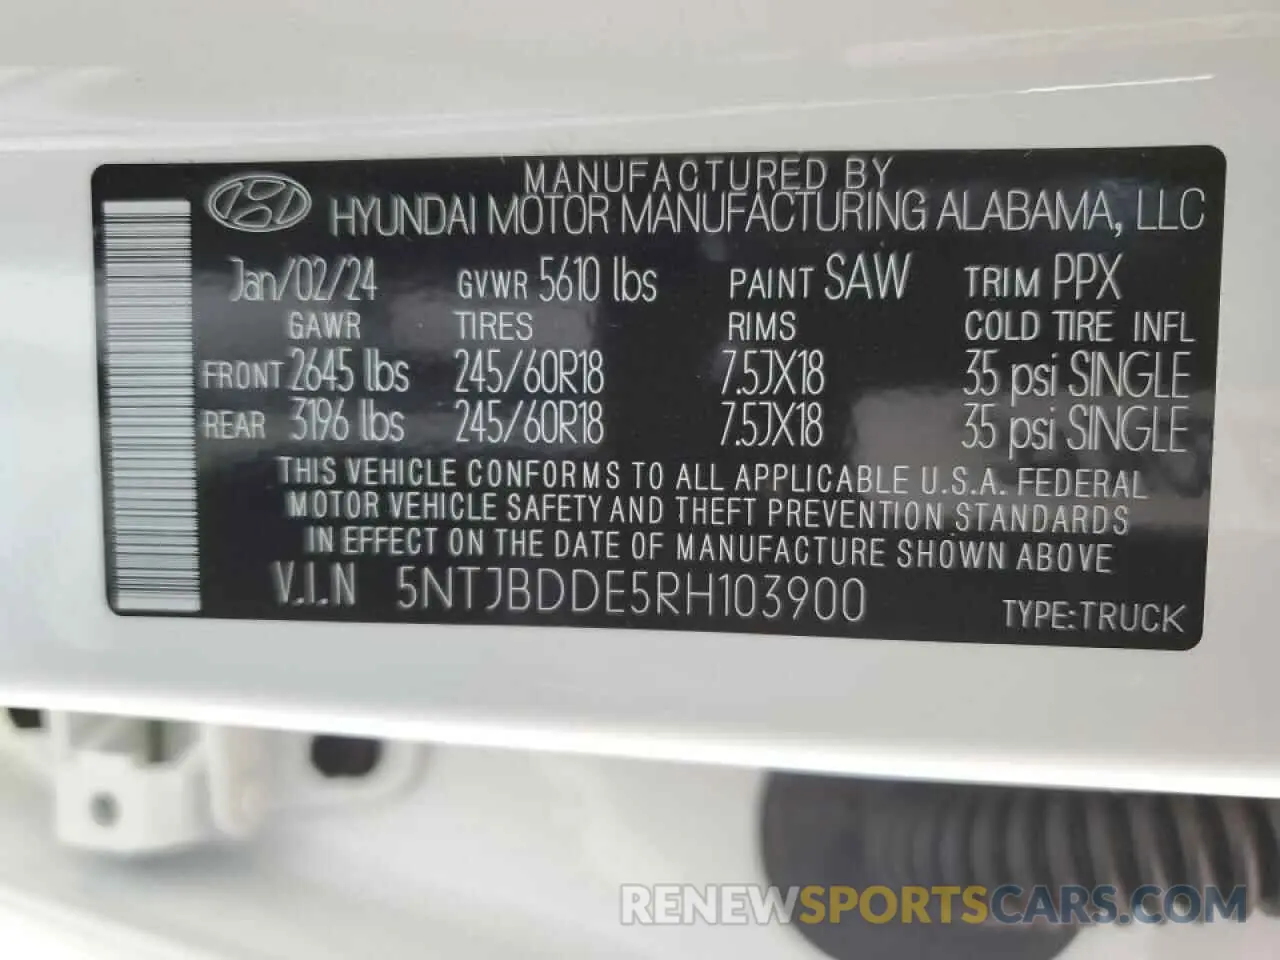 MANUFACTURED BY
HYUNDAI MOTOR MANUFACTURING ALABAMA, LLC
Jan/02/24 GVWR 5610 lbs PAINT SAW TRIM PPX
GAWR TIRES RIMS COLD TIRE INFL
FRONT 2645 lbs 245/60R18 7.5JX18 35 psi SINGLE
REAR 3196 lbs 245/60R18 7.5JX18 35 psi SINGLE
THIS VEHICLE CONFORMS TO ALL APPLICABLE U.S.A. FEDERAL
MOTOR VEHICLE SAFETY AND THEFT PREVENTION STANDARDS
IN EFFECT ON THE DATE OF MANUFACTURE SHOWN ABOVE
V.I.N 5NTJBDDE5RH103900 TYPE:TRUCK
RENEWSPORTSCARS.COM